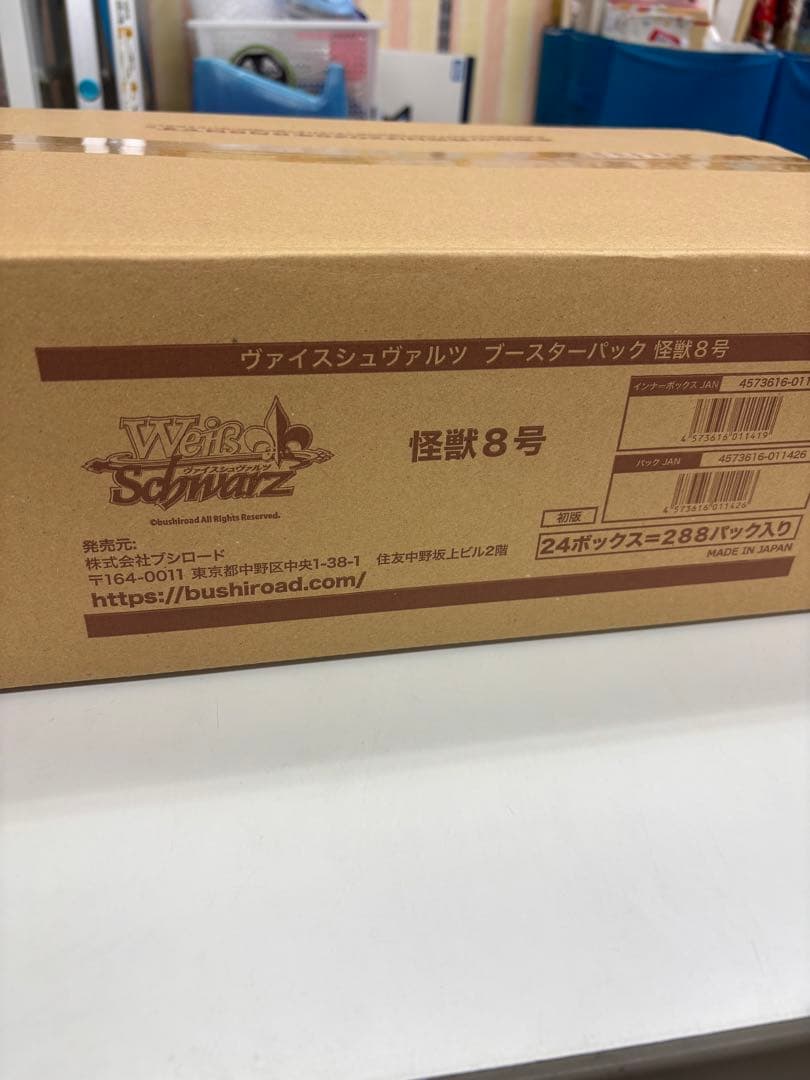 ヴァイスシュヴァルツ ブースターパック 怪獣8号
Weiß
ヴァイスシュヴァルツ
Schwarz
©bushiroad All Rights Reserved.
怪獣8号
インナーボックス JAN 4573616-011
4 573616 011419
パック JAN 4573616-011426
4 573616 011426
初版
24ボックス=288パック入り
MADE IN JAPAN
発売元:
株式会社ブシロード
〒164-0011 東京都中野区中央1-38-1 住友中野坂上ビル2階
https://bushiroad.com/